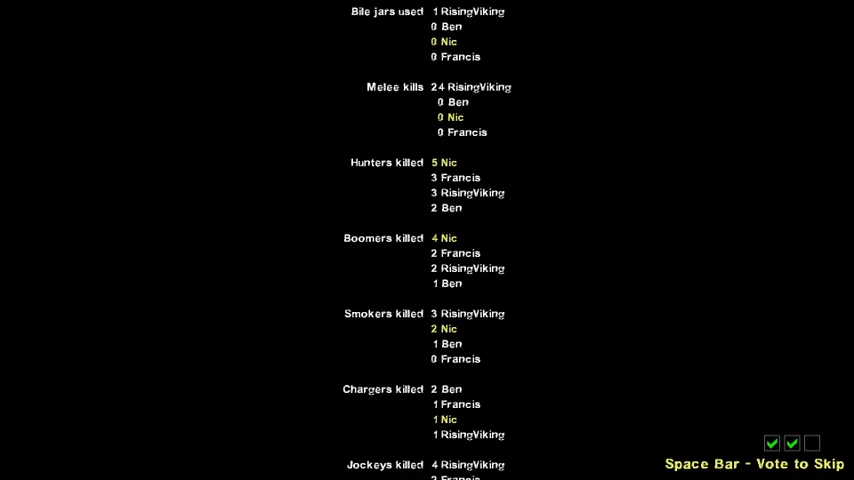 Bile jars used 1 RisingViking
0 Ben
0 Nic
0 Francis
Melee kills 24 RisingViking
0 Ben
0 Nic
0 Francis
Hunters killed 5 Nic
3 Francis
3 RisingViking
2 Ben
Boomers killed 4 Nic
2 Francis
2 RisingViking
1 Ben
Smokers killed 3 RisingViking
2 Nic
1 Ben
0 Francis
Chargers killed 2 Ben
1 Francis
1 Nic
1 RisingViking
Jockeys killed 4 RisingViking
2 Francis
Space Bar - Vote to Skip